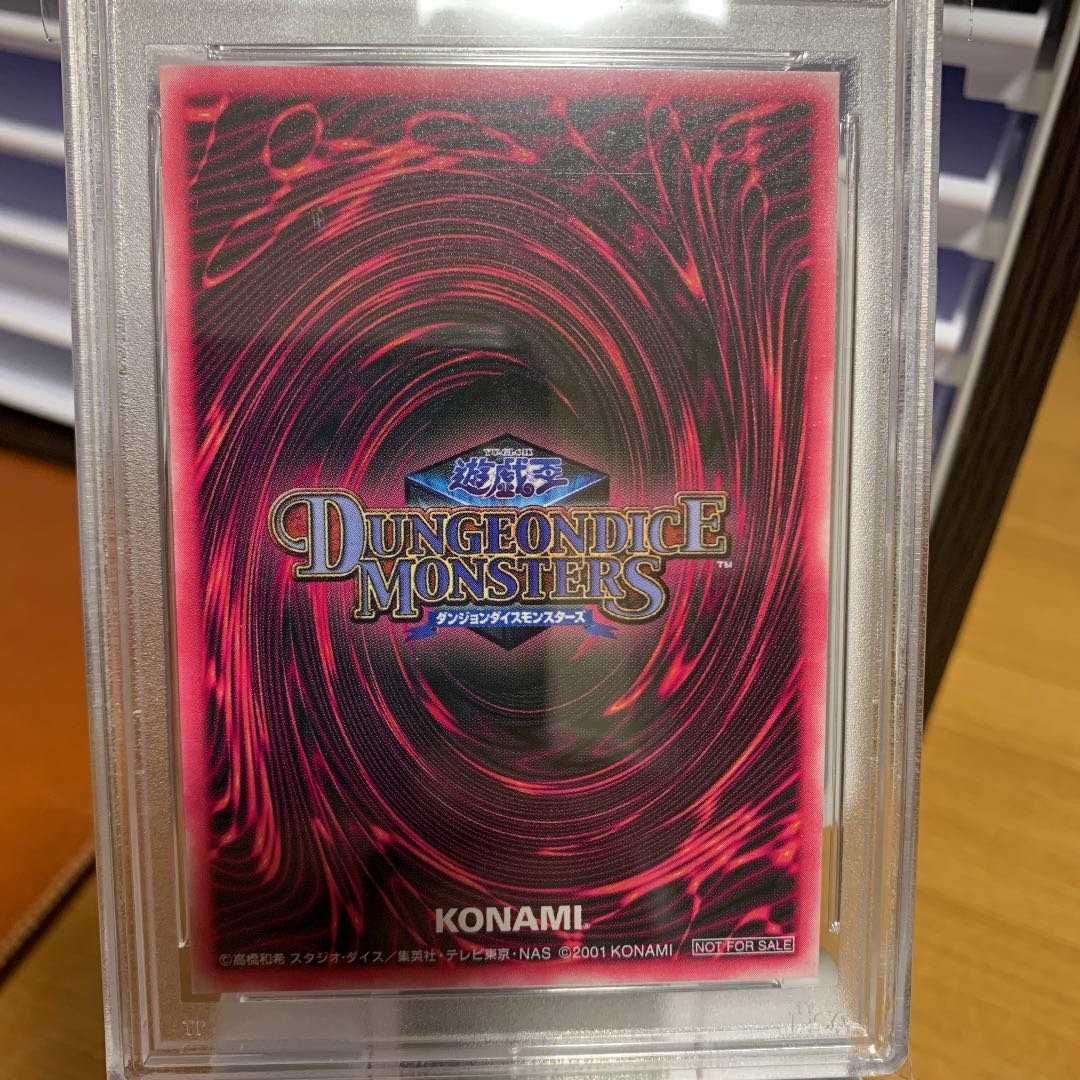 YU-GI-OH
遊戯王
DUNGEONDICE
MONSTERS™
ダンジョンダイスモンスターズ
KONAMI
©高橋和希 スタジオ・ダイス／集英社・テレビ東京・NAS ©2001 KONAMI
NOT FOR SALE